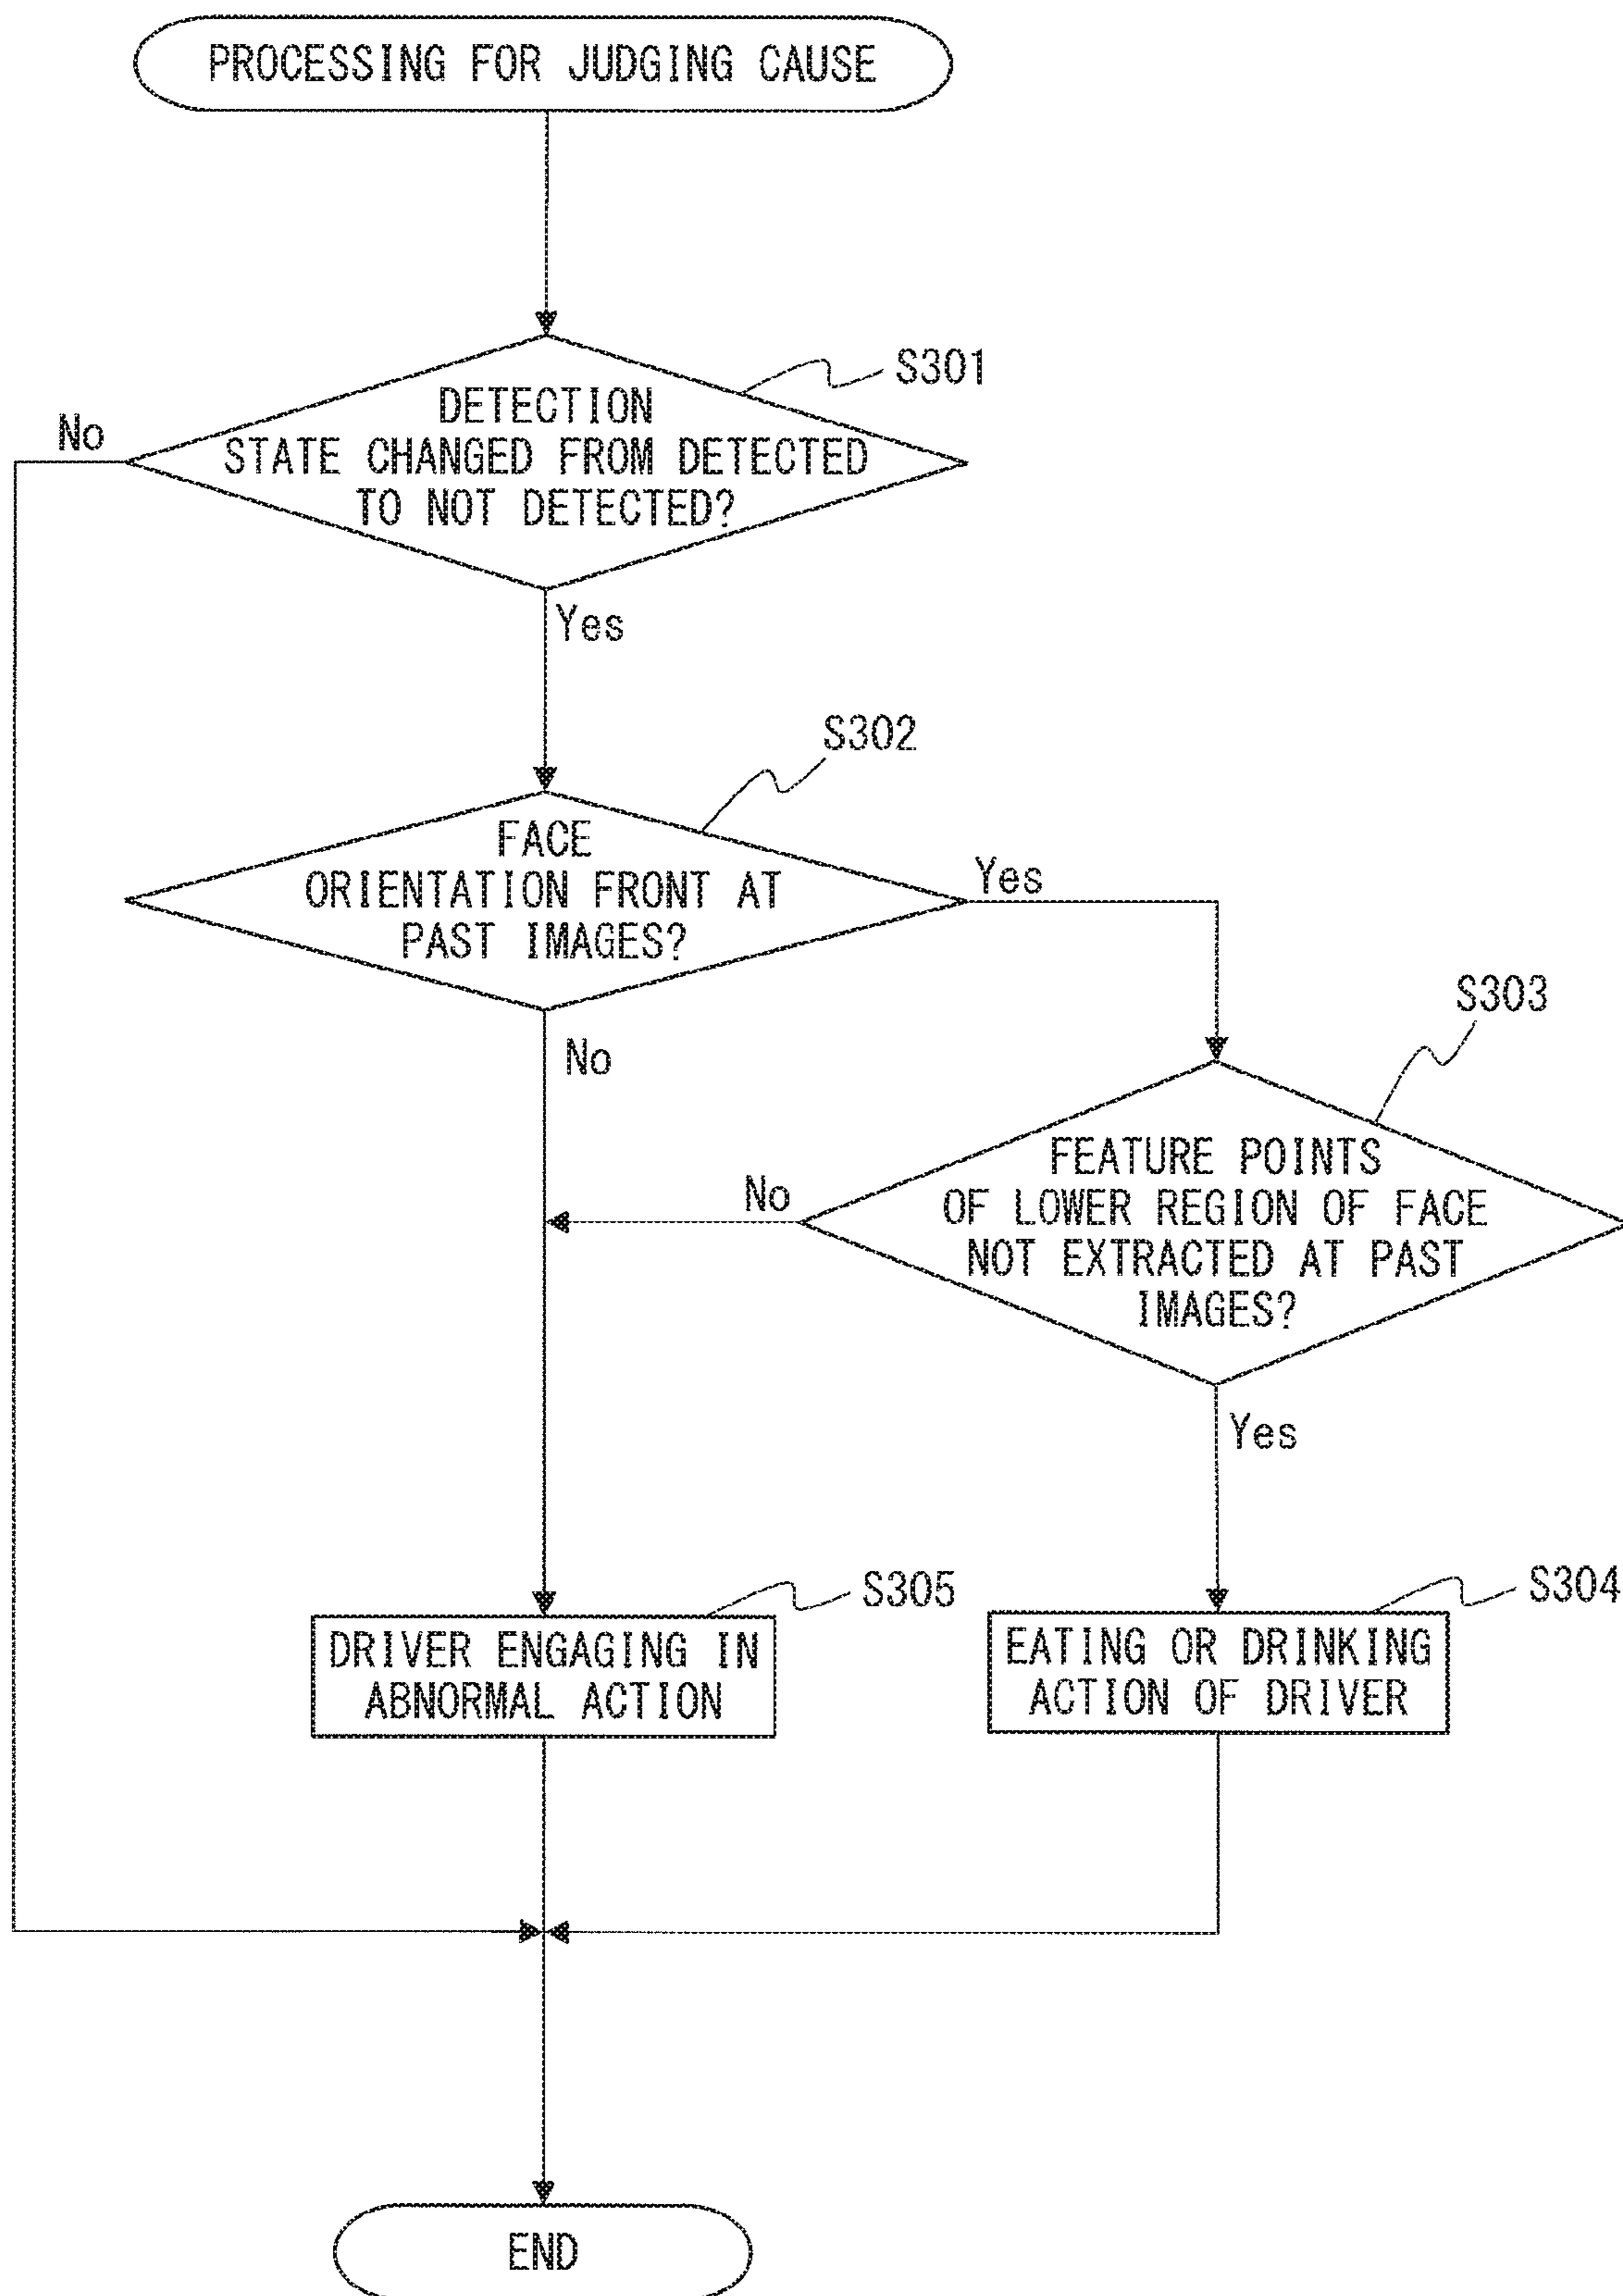 PROCESSING FOR JUDGING CAUSE
S301
DETECTION
STATE CHANGED FROM DETECTED
TO NOT DETECTED?
No
Yes
S302
FACE
ORIENTATION FRONT AT
PAST IMAGES?
Yes
No
S303
FEATURE POINTS
OF LOWER REGION OF FACE
NOT EXTRACTED AT PAST
IMAGES?
No
Yes
S305
DRIVER ENGAGING IN
ABNORMAL ACTION
S304
EATING OR DRINKING
ACTION OF DRIVER
END